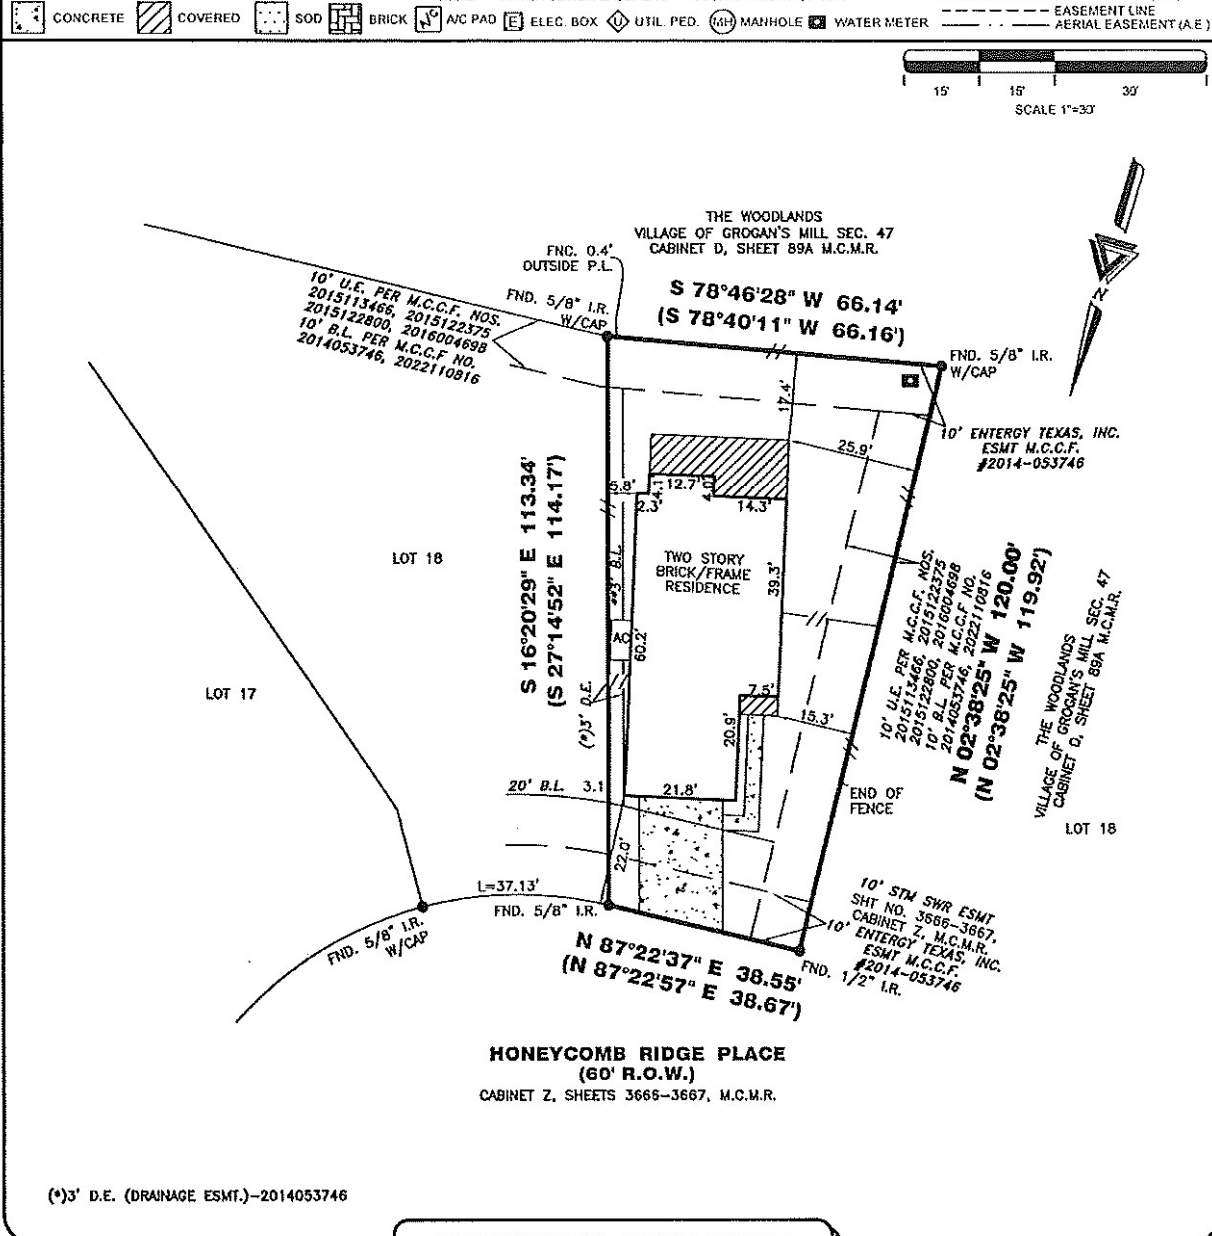 CONCRETE COVERED SOD BRICK A/C A/C PAD E ELEC. BOX U UTIL. PED. MH MANHOLE WATER METER
EASEMENT LINE
AERIAL EASEMENT (A.E.)
15' 15' 30'
SCALE 1"=30'
N
THE WOODLANDS
VILLAGE OF GROGAN'S MILL SEC. 47
CABINET D, SHEET 89A M.C.M.R.
FNC. 0.4'
OUTSIDE P.L.
S 78°46'28" W 66.14'
(S 78°40'11" W 66.16')
FND. 5/8" I.R.
W/CAP
10' U.E. PER M.C.C.F. NOS.
2015113466, 2015122375
2015122800, 2016004698
10' B.L. PER M.C.C.F NO.
2014053746, 2022110816
FND. 5/8" I.R.
W/CAP
17.4'
10' ENTERGY TEXAS, INC.
ESMT M.C.C.F.
#2014-053746
25.9'
5.8'
2.3'
4.1
12.7'
4.0
14.3'
S 16°20'29" E 113.34'
(S 27°14'52" E 114.17')
LOT 18
TWO STORY
BRICK/FRAME
RESIDENCE
39.3'
3' B.L.
AC
60.2'
10' U.E. PER M.C.C.F. NOS.
2015113466, 2015122375
2015122800, 2016004698
10' B.L. PER M.C.C.F NO.
2014053746, 2022110816
N 02°38'25" W 120.00'
(N 02°38'25" W 119.92')
THE WOODLANDS
VILLAGE OF GROGAN'S MILL SEC. 47
CABINET D, SHEET 89A M.C.M.R.
LOT 17
(*)3' D.E.
7.5'
20.9'
15.3'
20' B.L.
3.1
21.8'
END OF
FENCE
LOT 18
22.0'
L=37.13'
FND. 5/8" I.R.
FND. 5/8" I.R.
W/CAP
10' STM SWR ESMT
SHT NO. 3666-3667,
CABINET Z, M.C.M.R.
10' ENTERGY TEXAS, INC.
ESMT M.C.C.F.
#2014-053746
FND. 1/2" I.R.
N 87°22'37" E 38.55'
(N 87°22'57" E 38.67')
HONEYCOMB RIDGE PLACE
(60' R.O.W.)
CABINET Z, SHEETS 3666-3667, M.C.M.R.
(*)3' D.E. (DRAINAGE ESMT.)-2014053746